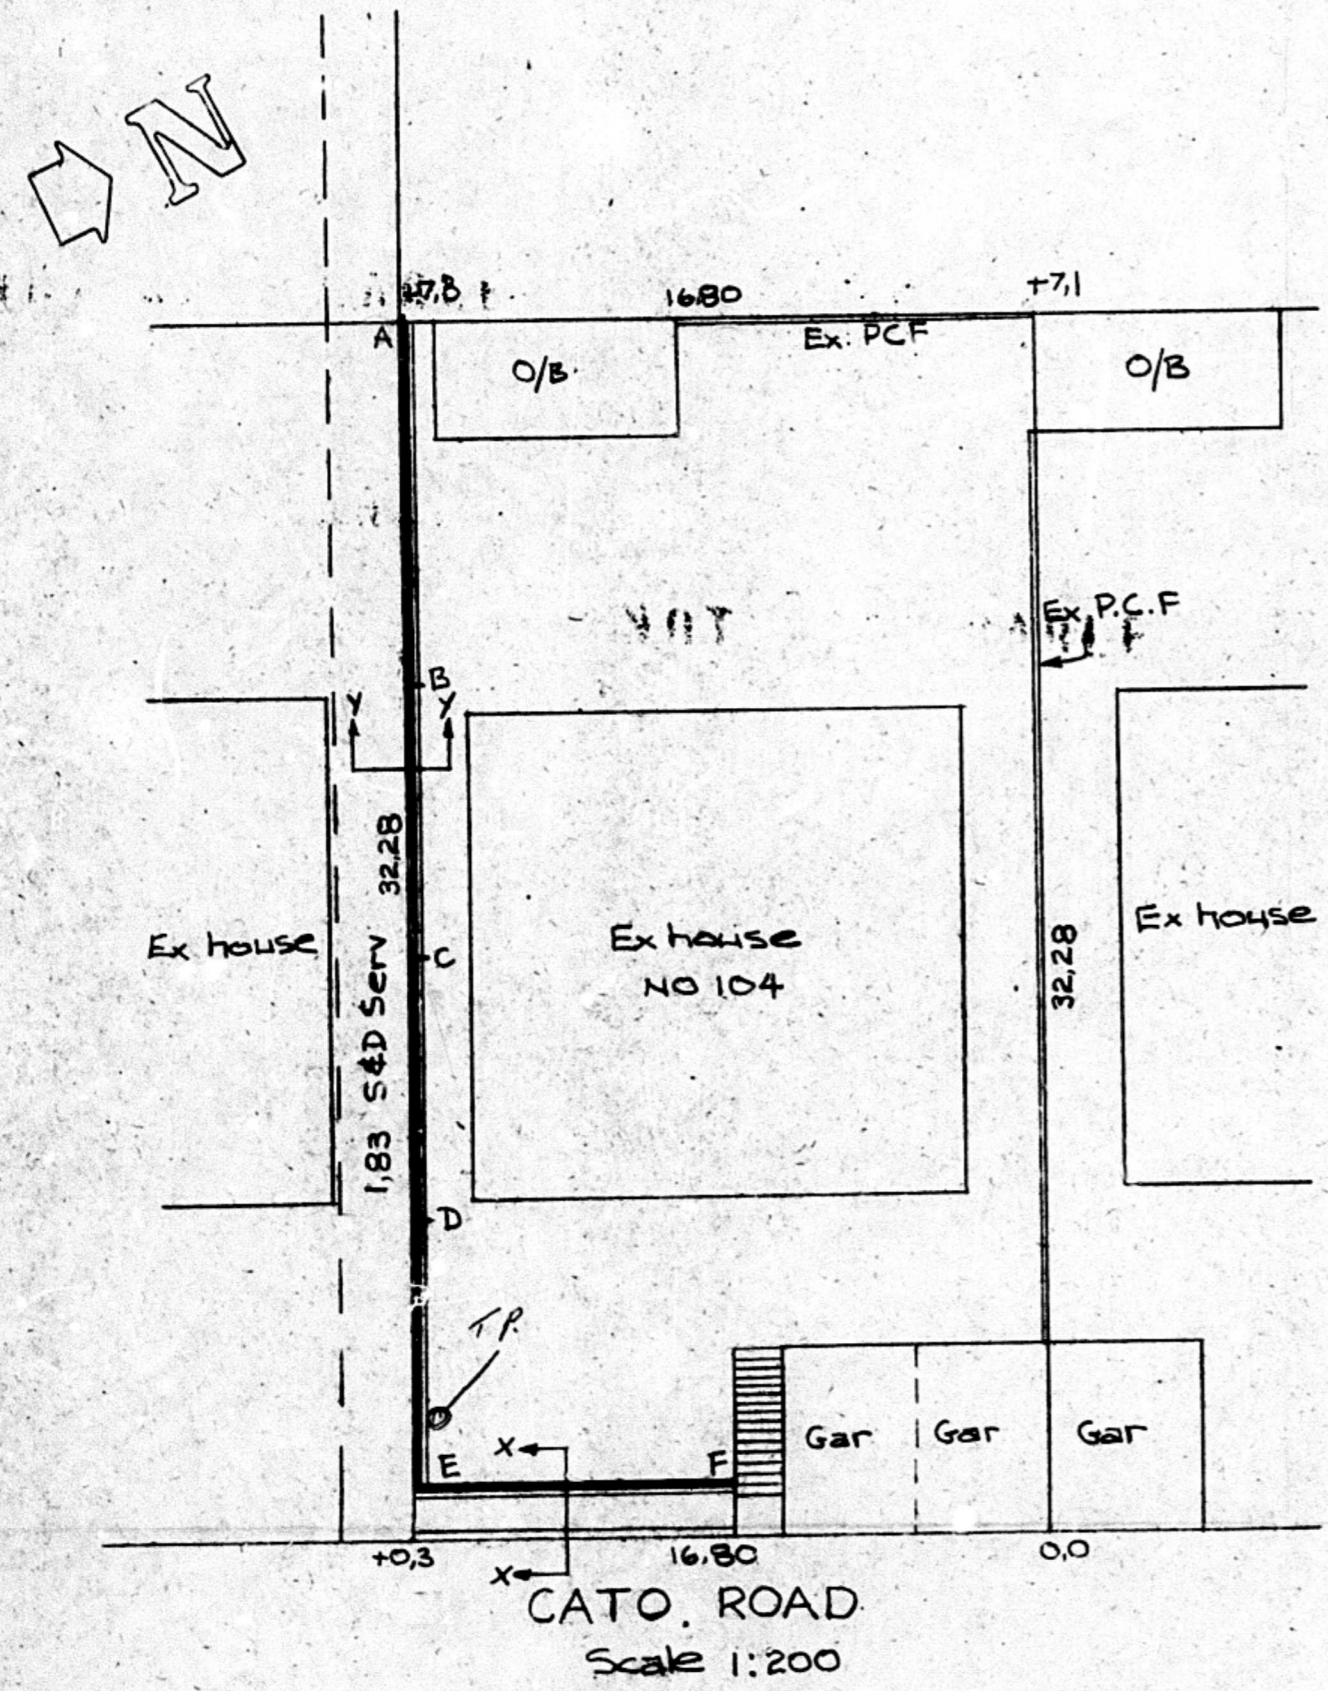 N
+7,8
16,80
+7,1
A
Ex. PCF
O/B
O/B
Ex P.C.F
B
Y
Y
32,28
Ex house
C
Ex house
NO 104
Ex house
32,28
1,83 S&D Serv
D
T.P.
E
X
F
Gar
Gar
Gar
+0,3
X
16,80
0,0
CATO. ROAD
Scale 1:200